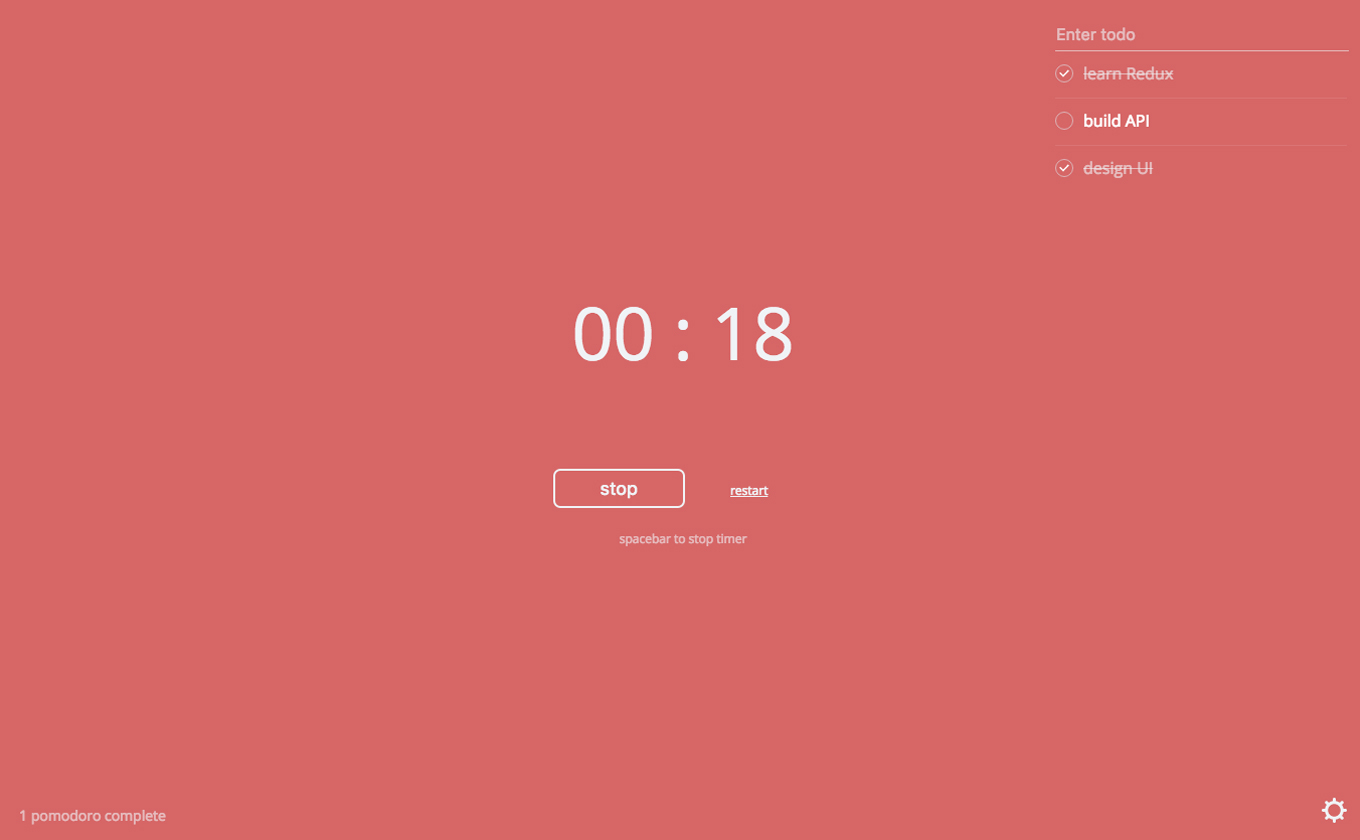 Enter todo
learn Redux
build API
design UI
00 : 18
stop
restart
spacebar to stop timer
1 pomodoro complete